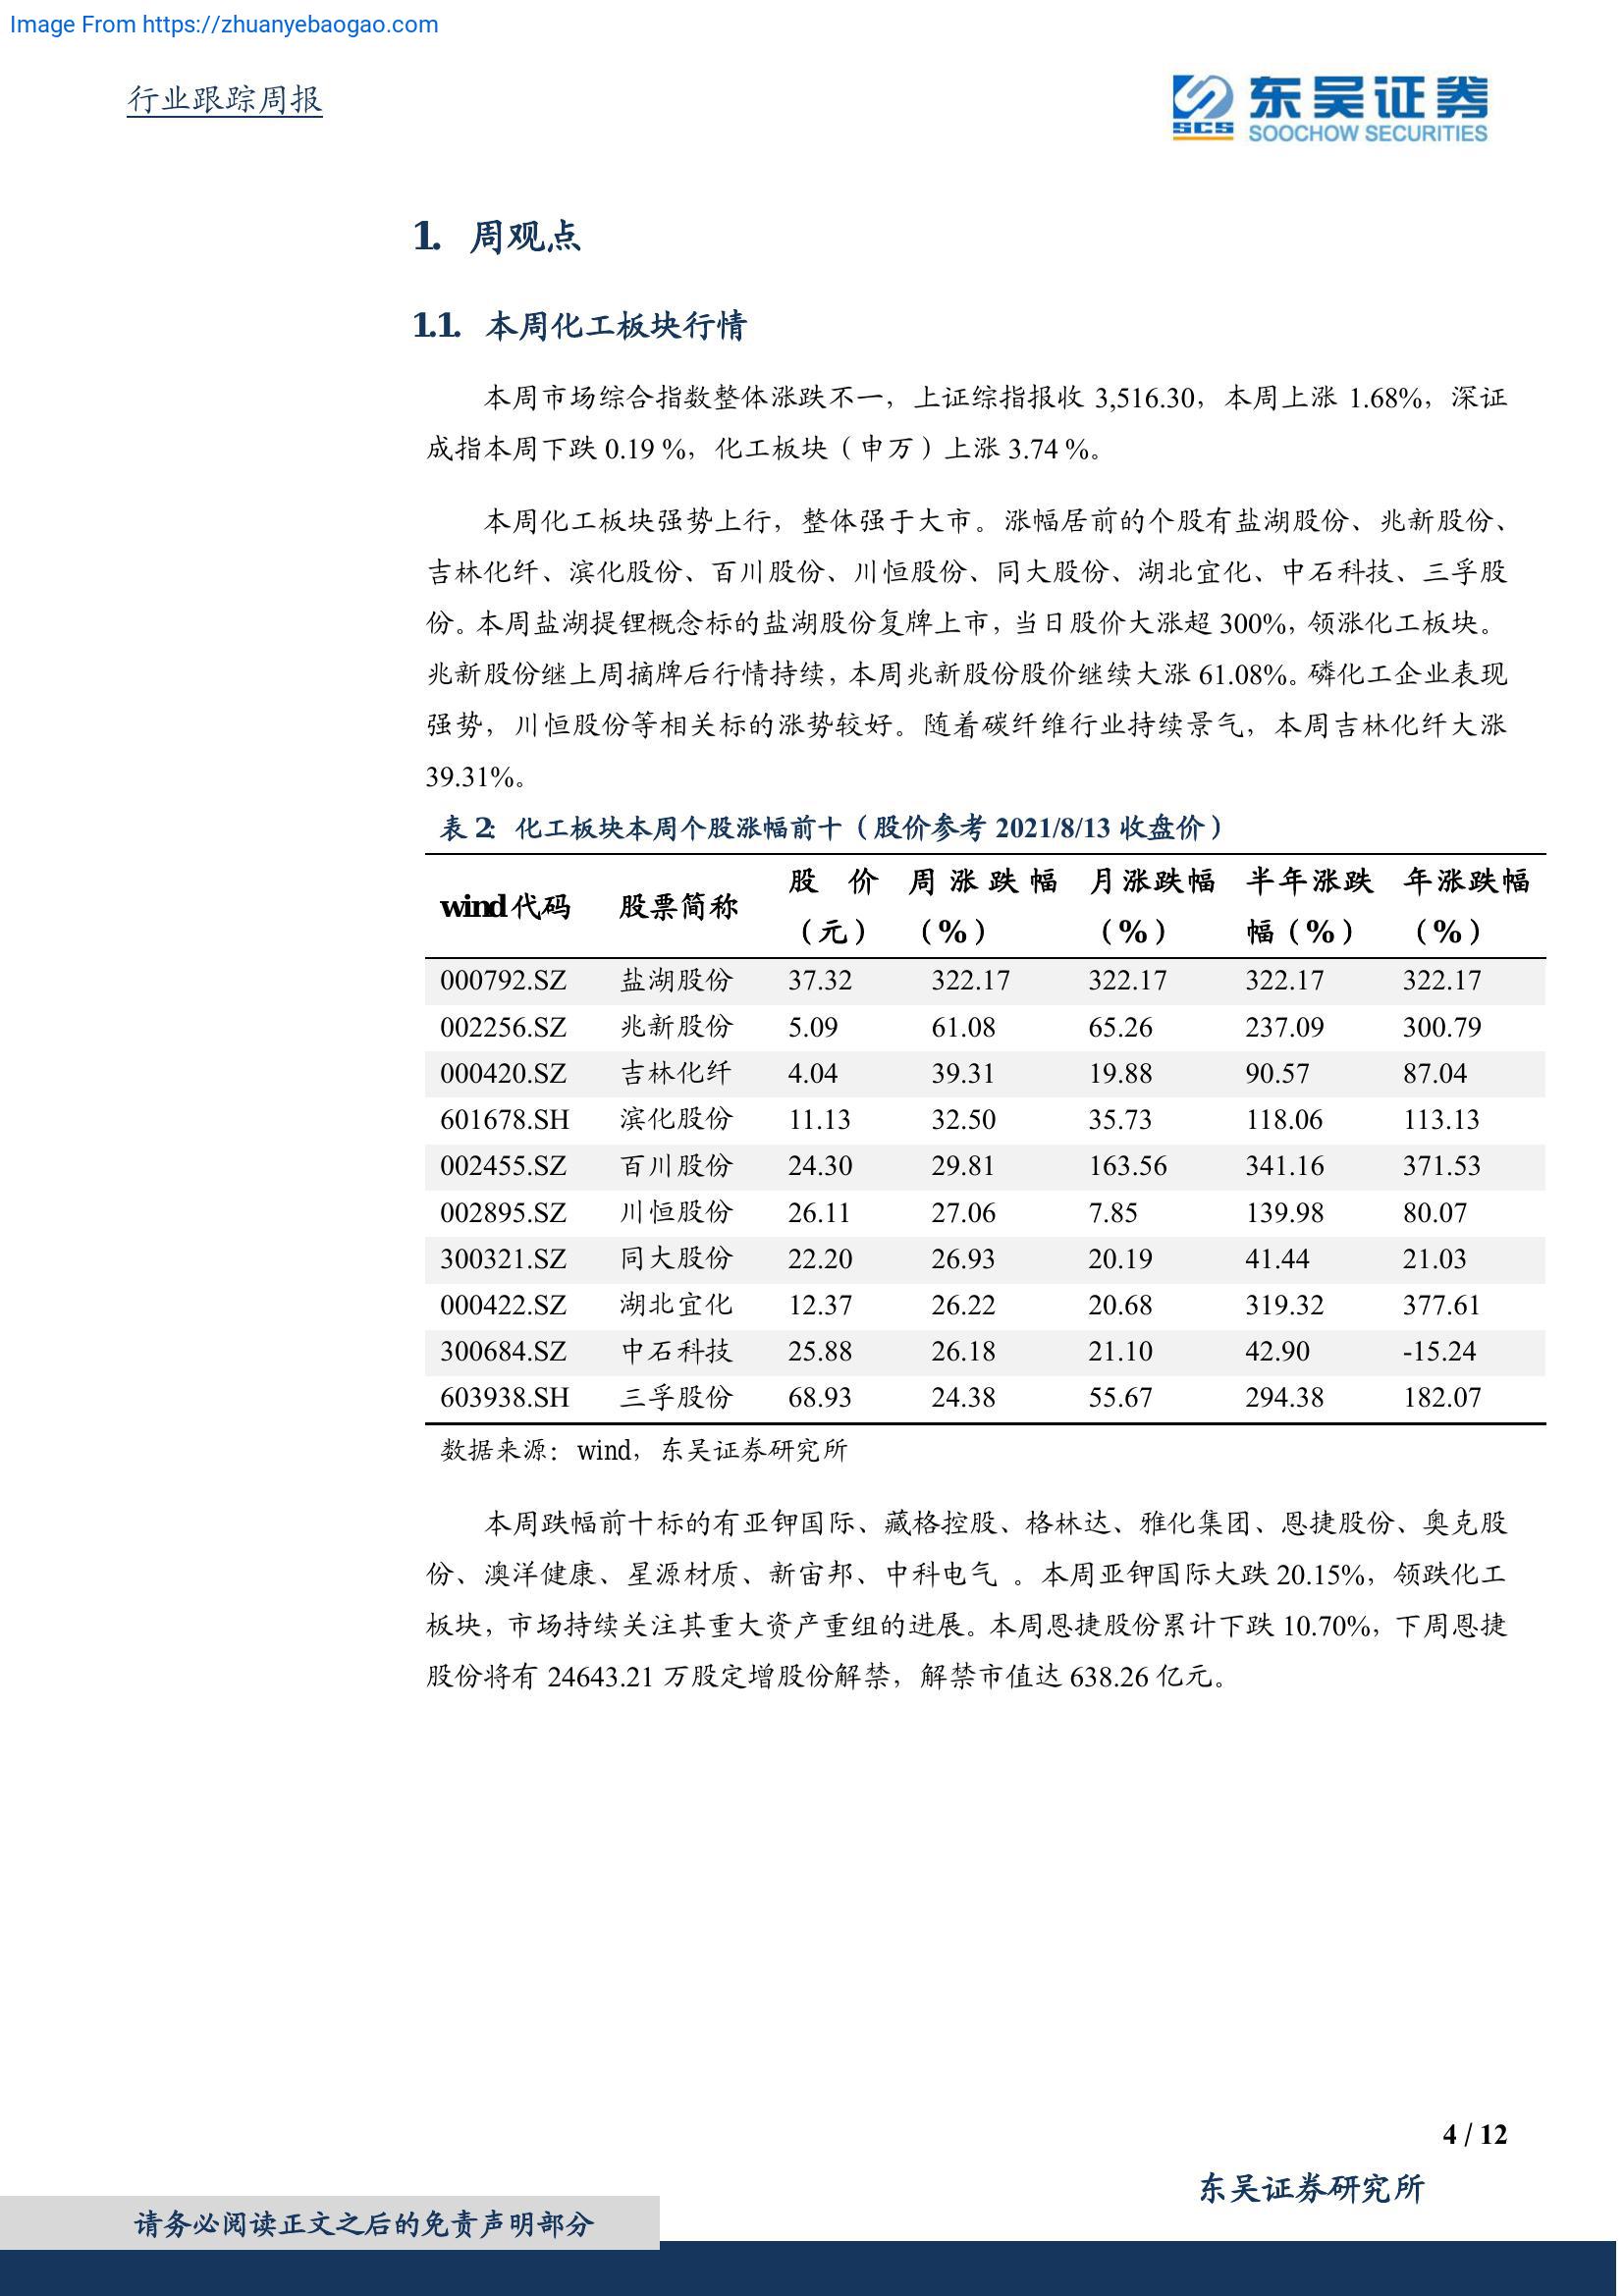 Image From https://zhuanyebaogao.com
行业跟踪周报
东吴证券
SCS
SOOCHOW SECURITIES
1. 周观点
1.1. 本周化工板块行情
本周市场综合指数整体涨跌不一，上证综指报收 3,516.30，本周上涨 1.68%，深证
成指本周下跌 0.19 %，化工板块（申万）上涨 3.74 %。
本周化工板块强势上行，整体强于大市。涨幅居前的个股有盐湖股份、兆新股份、
吉林化纤、滨化股份、百川股份、川恒股份、同大股份、湖北宜化、中石科技、三孚股
份。本周盐湖提锂概念标的盐湖股份复牌上市，当日股价大涨超 300%，领涨化工板块。
兆新股份继上周摘牌后行情持续，本周兆新股份股价继续大涨 61.08%。磷化工企业表现
强势，川恒股份等相关标的涨势较好。随着碳纤维行业持续景气，本周吉林化纤大涨
39.31%。
表 2：化工板块本周个股涨幅前十（股价参考 2021/8/13 收盘价）
wind 代码 股票简称 股价（元） 周涨跌幅（%） 月涨跌幅（%） 半年涨跌幅（%） 年涨跌幅（%）
000792.SZ 盐湖股份 37.32 322.17 322.17 322.17 322.17
002256.SZ 兆新股份 5.09 61.08 65.26 237.09 300.79
000420.SZ 吉林化纤 4.04 39.31 19.88 90.57 87.04
601678.SH 滨化股份 11.13 32.50 35.73 118.06 113.13
002455.SZ 百川股份 24.30 29.81 163.56 341.16 371.53
002895.SZ 川恒股份 26.11 27.06 7.85 139.98 80.07
300321.SZ 同大股份 22.20 26.93 20.19 41.44 21.03
000422.SZ 湖北宜化 12.37 26.22 20.68 319.32 377.61
300684.SZ 中石科技 25.88 26.18 21.10 42.90 -15.24
603938.SH 三孚股份 68.93 24.38 55.67 294.38 182.07
数据来源：wind，东吴证券研究所
本周跌幅前十标的有亚钾国际、藏格控股、格林达、雅化集团、恩捷股份、奥克股
份、澳洋健康、星源材质、新宙邦、中科电气 。本周亚钾国际大跌 20.15%，领跌化工
板块，市场持续关注其重大资产重组的进展。本周恩捷股份累计下跌 10.70%，下周恩捷
股份将有 24643.21 万股定增股份解禁，解禁市值达 638.26 亿元。
4 / 12
东吴证券研究所
请务必阅读正文之后的免责声明部分